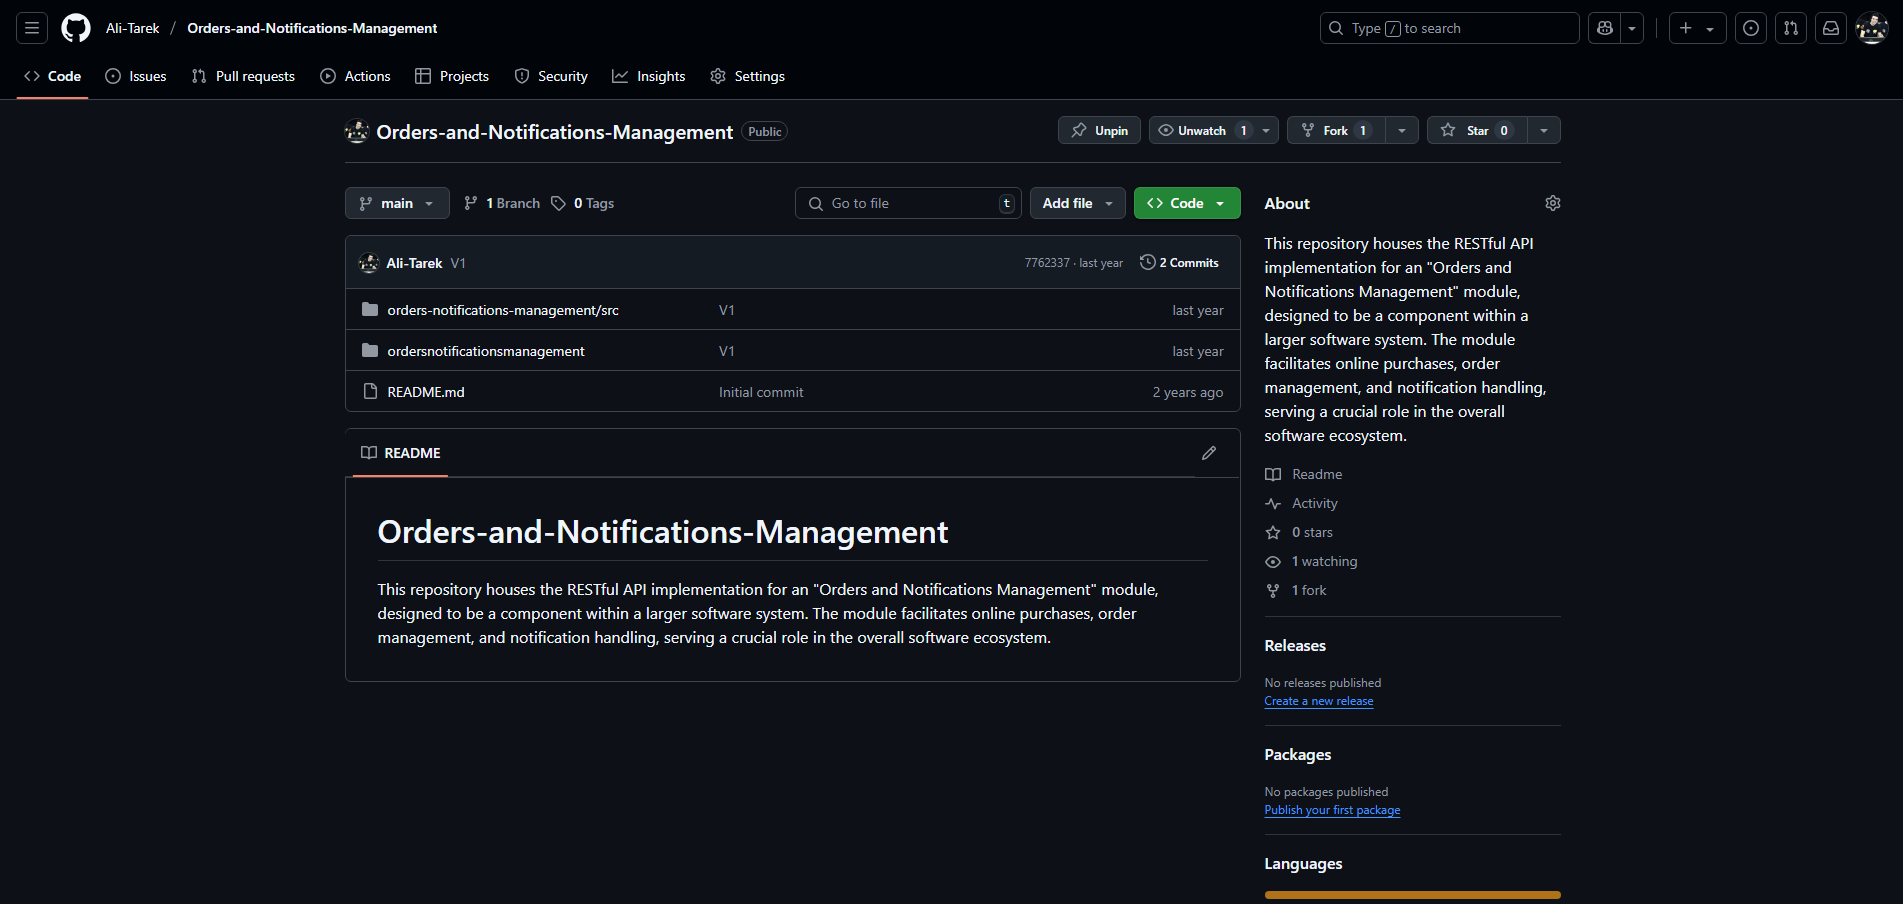 Ali-Tarek / Orders-and-Notifications-Management
Type / to search
Code Issues Pull requests Actions Projects Security Insights Settings
Orders-and-Notifications-Management Public
Unpin Unwatch 1 Fork 1 Star 0
main 1 Branch 0 Tags
Go to file t Add file Code
Ali-Tarek V1 7762337 · last year 2 Commits
orders-notifications-management/src V1 last year
ordersnotificationsmanagement V1 last year
README.md Initial commit 2 years ago
README
Orders-and-Notifications-Management
This repository houses the RESTful API implementation for an "Orders and Notifications Management" module,
designed to be a component within a larger software system. The module facilitates online purchases, order
management, and notification handling, serving a crucial role in the overall software ecosystem.
About
This repository houses the RESTful API
implementation for an "Orders and
Notifications Management" module,
designed to be a component within a
larger software system. The module
facilitates online purchases, order
management, and notification handling,
serving a crucial role in the overall
software ecosystem.
Readme
Activity
0 stars
1 watching
1 fork
Releases
No releases published
Create a new release
Packages
No packages published
Publish your first package
Languages